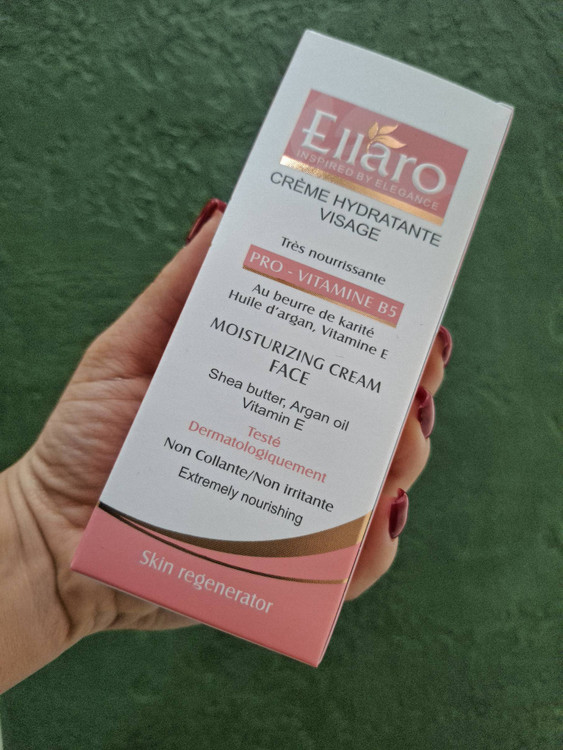 Ellaro
INSPIRED BY ELEGANCE
CRÈME HYDRATANTE
VISAGE
Très nourrissante
PRO - VITAMINE B5
Au beurre de karité
Huile d'argan, Vitamine E
MOISTURIZING CREAM
FACE
Shea butter, Argan oil
Vitamin E
Testé
Dermatologiquement
Non Collante/Non irritante
Extremely nourishing
Skin regenerator